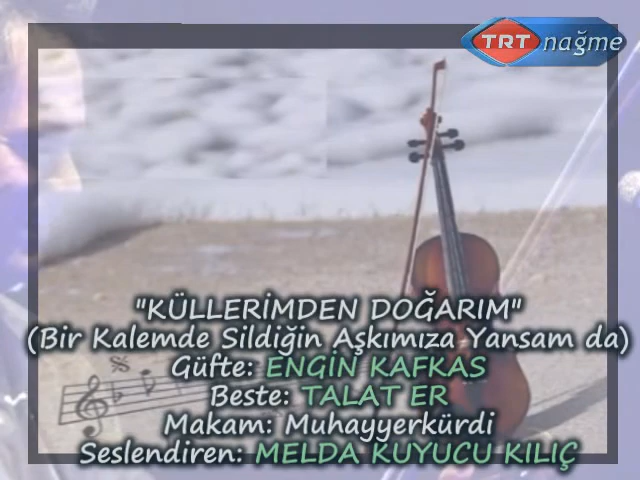 TRT nağme
"KÜLLERİMDEN DOĞARIM"
(Bir Kalemde Sildiğin Aşkımıza Yansam da)
Güfte: ENGİN KAFKAS
Beste: TALAT ER
Makam: Muhayyerkürdi
Seslendiren: MELDA KUYUCU KILIÇ